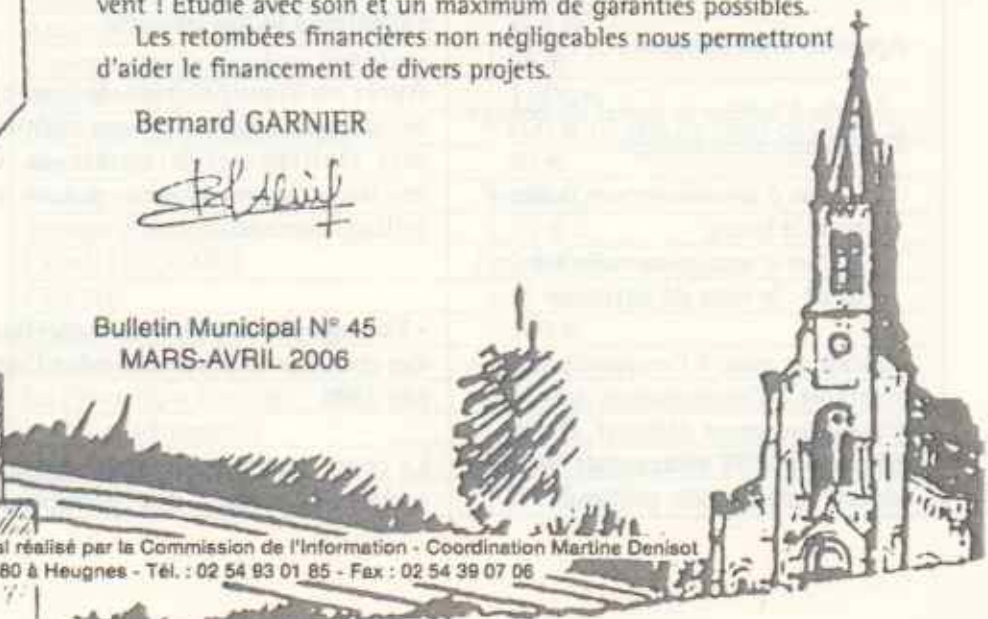 vent ! Etudié avec soin et un maximum de garanties possibles.
Les retombées financières non négligeables nous permettront
d'aider le financement de divers projets.
Bernard GARNIER
Bulletin Municipal N° 45
MARS-AVRIL 2006
réalisé par la Commission de l'Information - Coordination Martine Denisot
80 à Heugnes - Tél. : 02 54 93 01 85 - Fax : 02 54 39 07 06